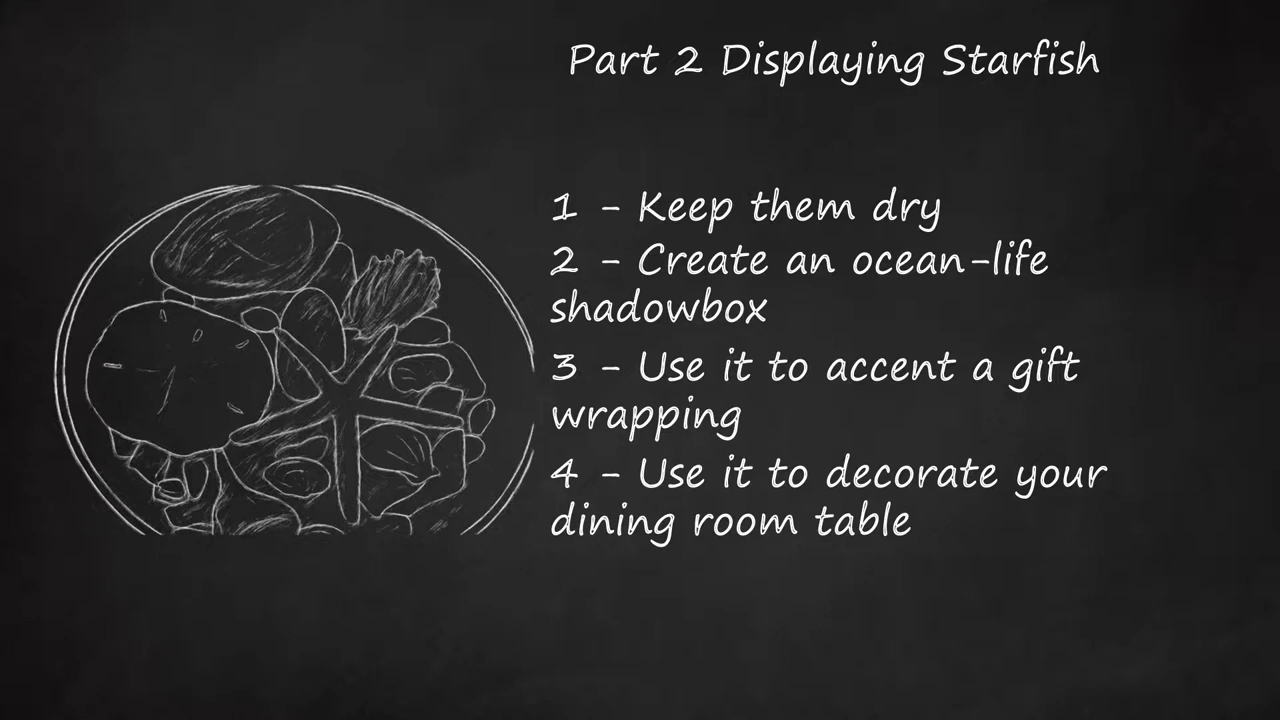 Part 2 Displaying Starfish
1 - Keep them dry
2 - Create an ocean-life
shadowbox
3 - Use it to accent a gift
wrapping
4 - Use it to decorate your
dining room table